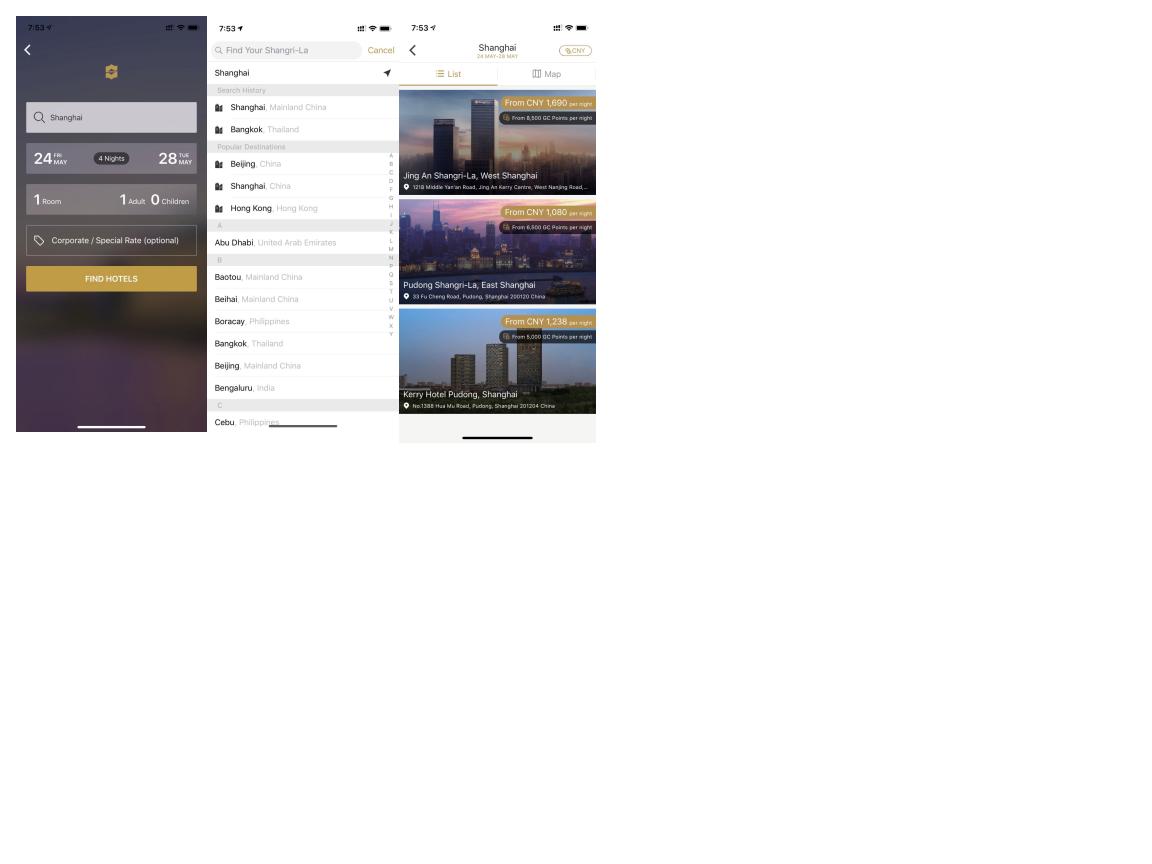 7:53
Shanghai
24 FRI MAY
4 Nights
28 TUE MAY
1 Room
1 Adult 0 Children
Corporate / Special Rate (optional)
FIND HOTELS
7:53
Find Your Shangri-La
Cancel
Shanghai
Search History
Shanghai, Mainland China
Bangkok, Thailand
Popular Destinations
Beijing, China
Shanghai, China
Hong Kong, Hong Kong
A
Abu Dhabi, United Arab Emirates
B
Baotou, Mainland China
Beihai, Mainland China
Boracay, Philippines
Bangkok, Thailand
Beijing, Mainland China
Bengaluru, India
C
Cebu, Philippines
A
B
C
D
F
G
H
I
J
K
L
M
N
P
Q
S
T
U
V
W
X
Y
7:53
Shanghai
24 MAY-28 MAY
CNY
List
Map
From CNY 1,690 per night
From 8,500 GC Points per night
Jing An Shangri-La, West Shanghai
1218 Middle Yan'an Road, Jing An Kerry Centre, West Nanjing Road,...
From CNY 1,080 per night
From 6,500 GC Points per night
Pudong Shangri-La, East Shanghai
33 Fu Cheng Road, Pudong, Shanghai 200120 China
From CNY 1,238 per night
From 5,000 GC Points per night
Kerry Hotel Pudong, Shanghai
No.1388 Hua Mu Road, Pudong, Shanghai 201204 China